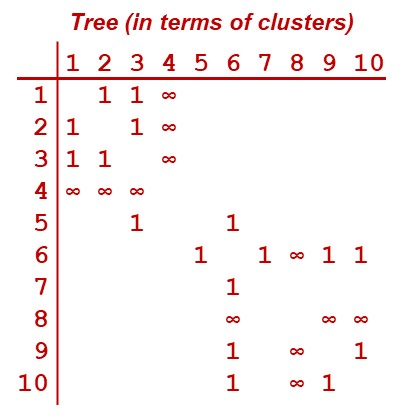 Tree (in terms of clusters)
1 2 3 4 5 6 7 8 9 10
1 1 1 ∞
2 1 1 ∞
3 1 1 ∞
4 ∞ ∞ ∞
5 1 1
6 1 1 ∞ 1 1
7 1
8 ∞ ∞ ∞
9 1 ∞ 1
10 1 ∞ 1